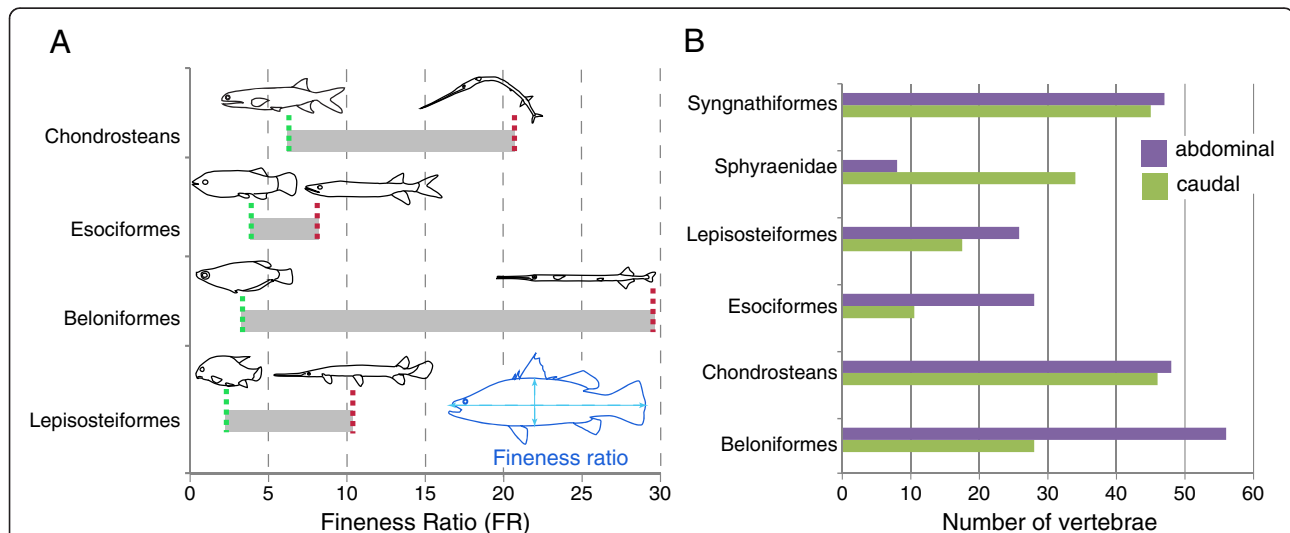 A
Chondrosteans
Esociformes
Beloniformes
Lepisosteiformes
Fineness ratio
0 5 10 15 20 25 30
Fineness Ratio (FR)
B
Syngnathiformes
Sphyraenidae
Lepisosteiformes
Esociformes
Chondrosteans
Beloniformes
abdominal
caudal
0 10 20 30 40 50 60
Number of vertebrae